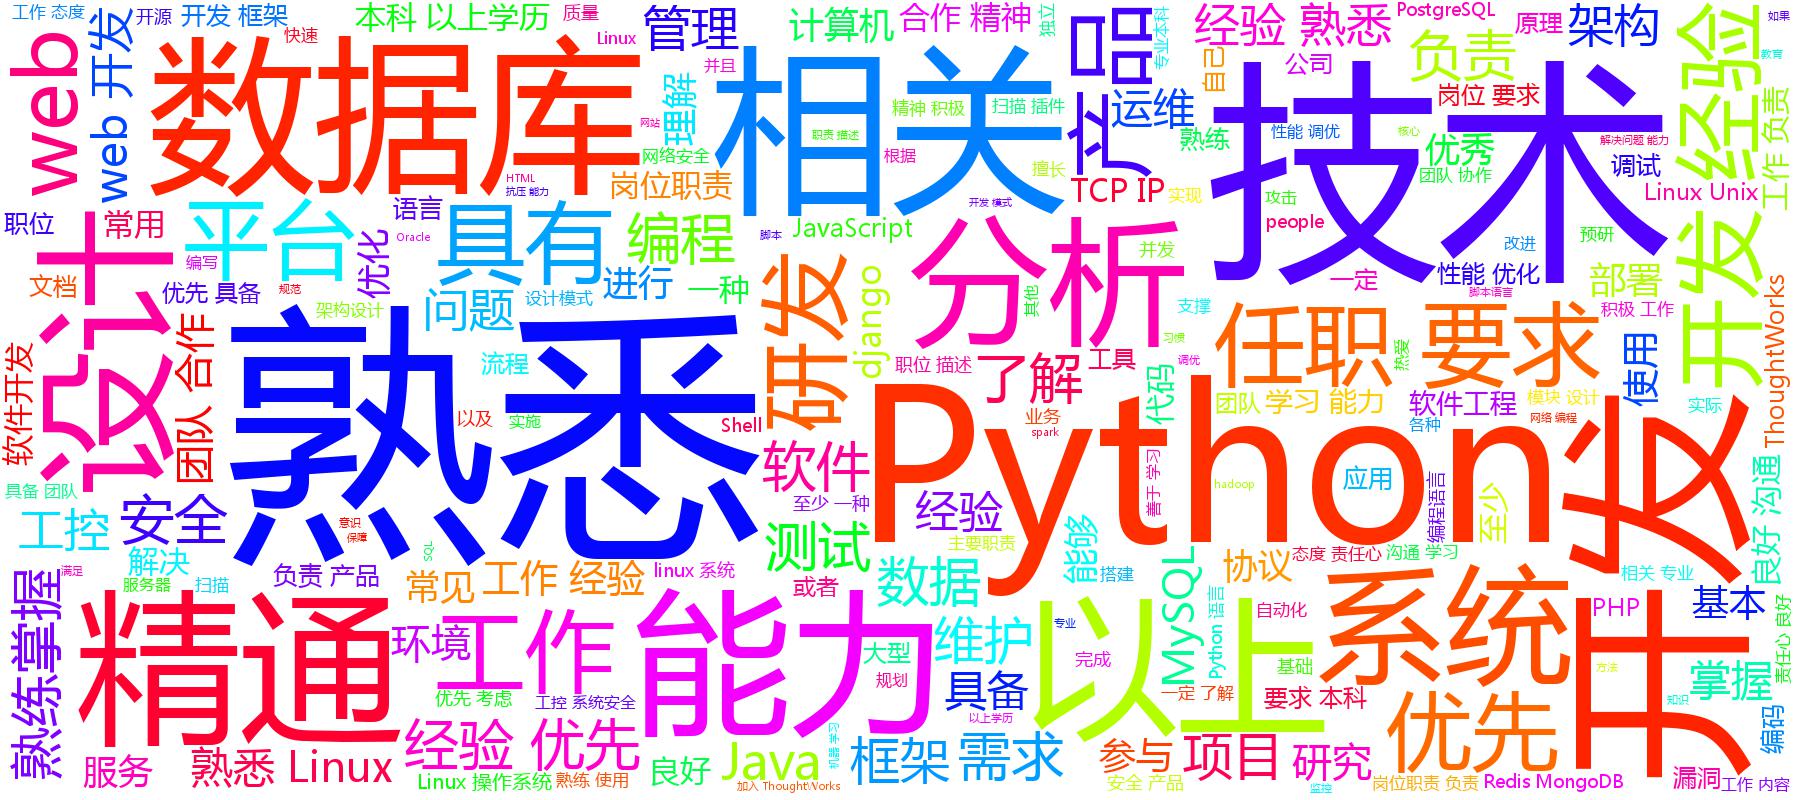 工作 态度
开源
开发 框架
本科 以上学历
质量
管理
计算机
合作 精神
独立
专业本科
经验 熟悉
PostgreSQL
原理
架构
如果
教育
web
web 开发
快速
数据库
Linux
并且
理解
相关
产品
自己
公司
负责
岗位 要求
经验
工作 负责
精神 积极
扫描 插件
运维
职责 描述
网站
网络安全
根据
擅长
熟练
性能 调优
核心
优秀
团队 协作
解决问题 能力
调试
HTML
抗压 能力
岗位职责
TCP IP
实现
攻击
技术
Linux Unix
职位
常用
平台
语言
具有
编程
脚本
JavaScript
开发 模式
people
并发
改进
预研
开发
Oracle
编写
优化
文档
优先 具备
规范
架构设计
问题
设计模式
进行
一种
研发
django
分析
其他
支撑
一定
性能 优化
脚本语言
部署
积极 工作
ThoughtWorks
设计
团队 合作
软件开发
熟悉
流程
以及
实施
职位 描述
了解
工具
习惯
调优
任职 要求
热爱
使用
实际
Shell
业务
spark
代码
团队
学习 能力
软件工程
各种
模块 设计
网络 编程
具备 团队
工控
安全
意识
保障
SQL
软件
至少 一种
经验
Python
善于 学习
hadoop
应用
编程语言
至少
开发
良好 沟通
解决
服务器
扫描
满足
负责 产品
常见
工作 经验
linux 系统
测试
或者
主要职责
数据
能够
搭建
协议
态度 责任心
沟通 学习
相关 专业
熟练掌握
精通
环境
工作
能力
大型
规划
维护
专业
完成
以上
MySQL
Python 语言
自动化
基础
系统
PHP
基本
责任心 良好
方法
掌握
知识
优先 考虑
工控 系统安全
具备
以上学历
一定 了解
要求 本科
优先
编码
服务
熟悉 Linux
经验 优先
Linux 操作系统
熟练 使用
良好
Java
加入 ThoughtWorks
机器 学习
框架
需求
参与
安全 产品
项目
研究
监控
岗位职责 负责
Redis MongoDB
漏洞
工作 内容